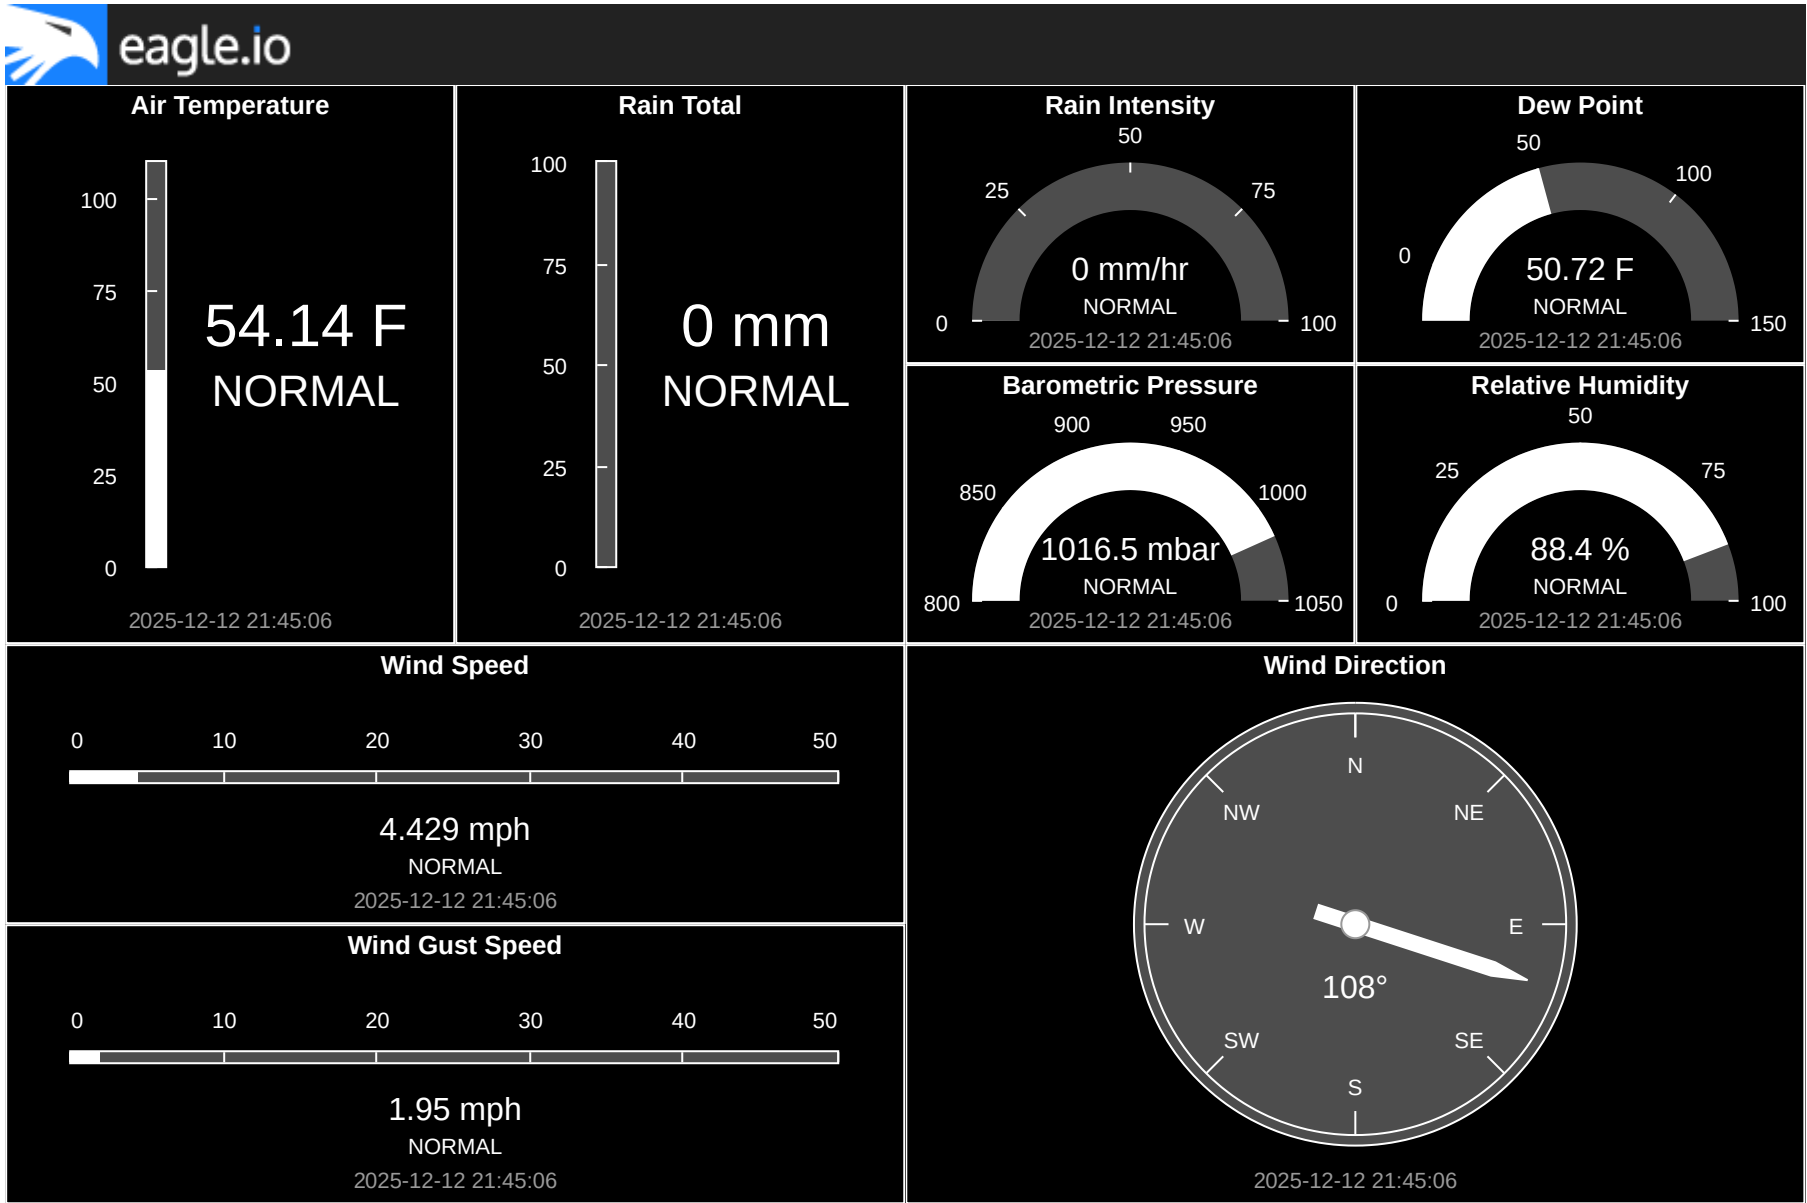 eagle.io
Air Temperature
100
75
50
25
0
54.14 F
NORMAL
2025-12-12 21:45:06
Rain Total
100
75
50
25
0
0 mm
NORMAL
2025-12-12 21:45:06
Rain Intensity
50
25
75
0
100
0 mm/hr
NORMAL
2025-12-12 21:45:06
Dew Point
50
100
0
150
50.72 F
NORMAL
2025-12-12 21:45:06
Barometric Pressure
900
950
850
1000
800
1050
1016.5 mbar
NORMAL
2025-12-12 21:45:06
Relative Humidity
50
25
75
0
100
88.4 %
NORMAL
2025-12-12 21:45:06
Wind Speed
0 10 20 30 40 50
4.429 mph
NORMAL
2025-12-12 21:45:06
Wind Gust Speed
0 10 20 30 40 50
1.95 mph
NORMAL
2025-12-12 21:45:06
Wind Direction
N
NW
NE
W
E
108°
SW
SE
S
2025-12-12 21:45:06